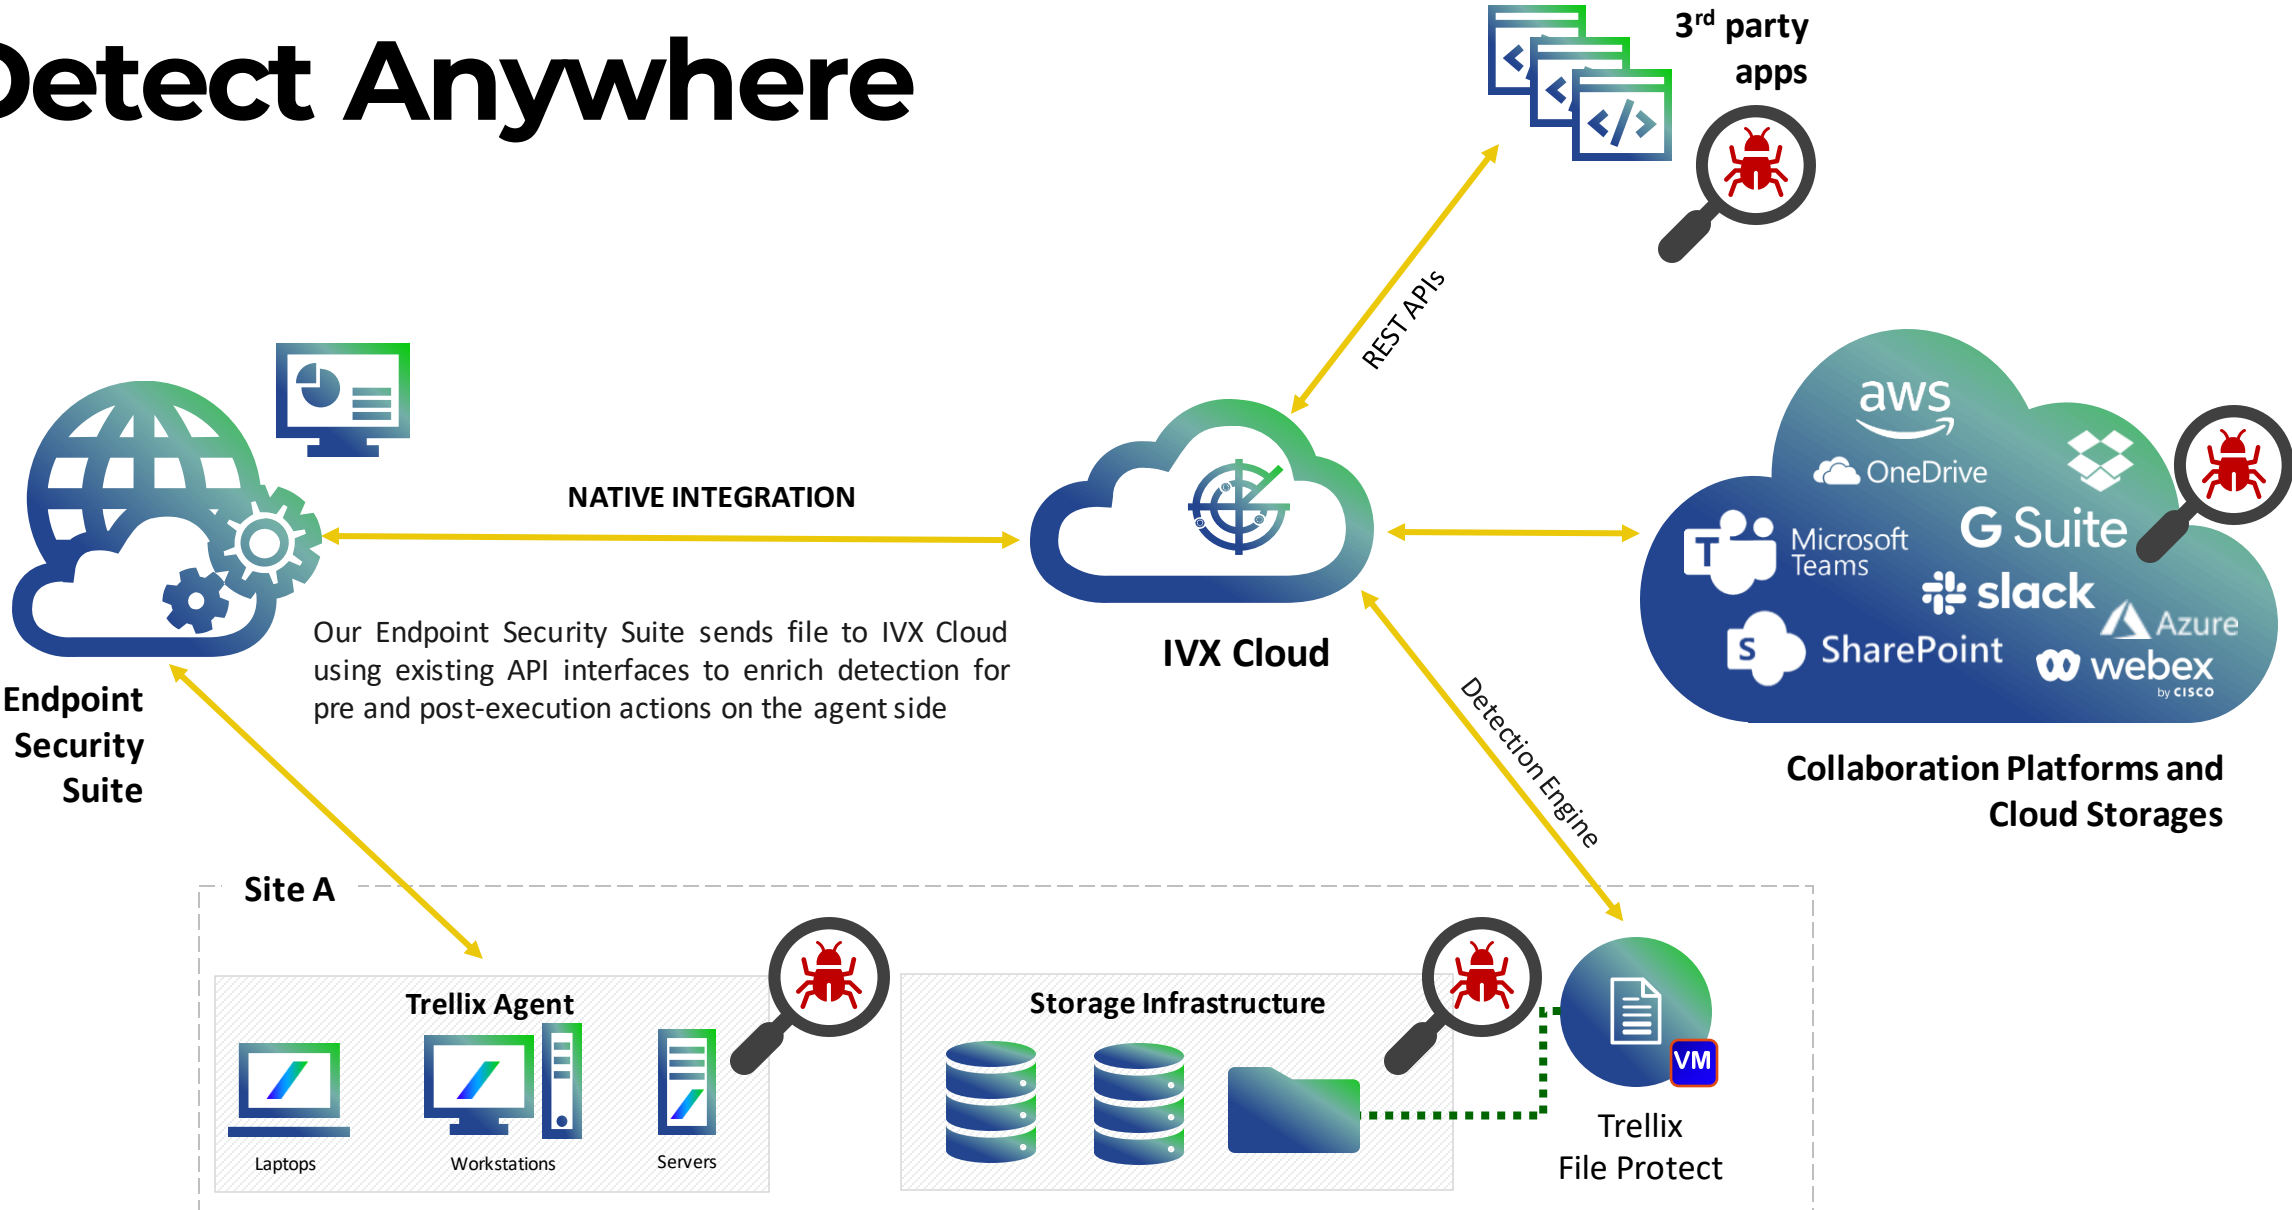 Detect Anywhere
3rd party
apps
</>
REST APIs
NATIVE INTEGRATION
Our Endpoint Security Suite sends file to IVX Cloud
using existing API interfaces to enrich detection for
pre and post-execution actions on the agent side
Endpoint
Security
Suite
IVX Cloud
aws
OneDrive
G Suite
T
Microsoft
Teams
slack
Azure
S
SharePoint
webex
by CISCO
Collaboration Platforms and
Cloud Storages
Detection Engine
Site A
Trellix Agent
Laptops
Workstations
Servers
Storage Infrastructure
VM
Trellix
File Protect